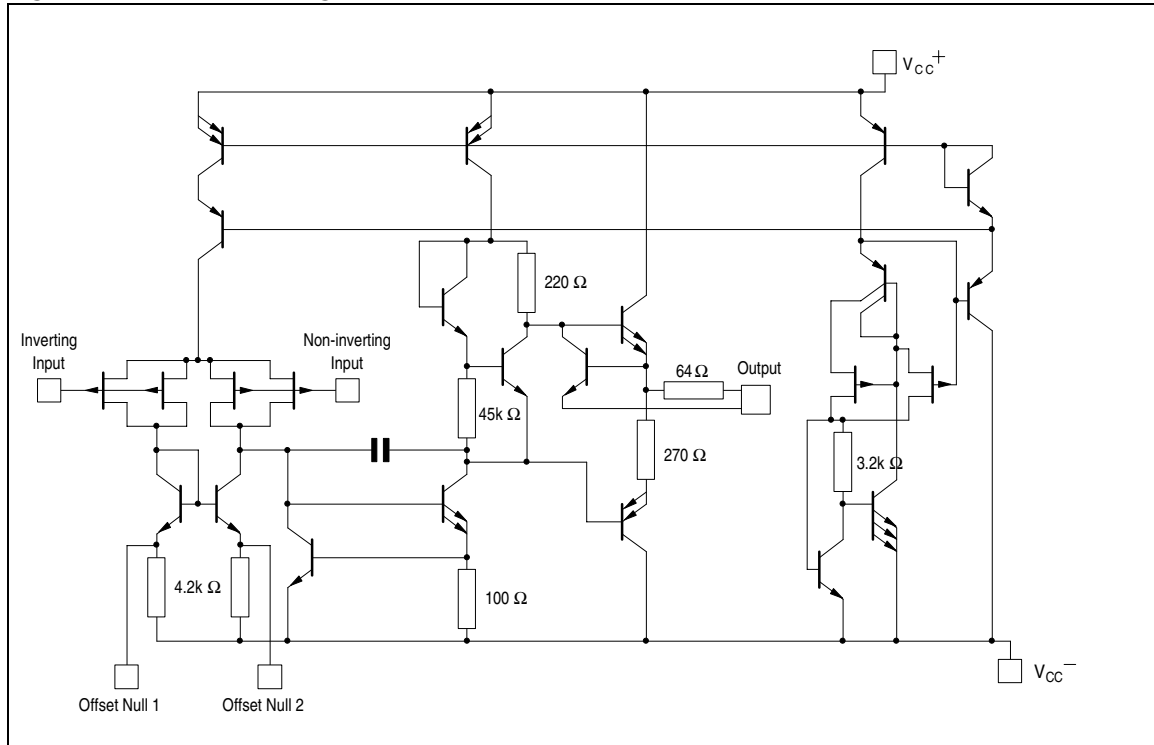 V CC +
220 Ω
Inverting
Input
Non-inverting
Input
64 Ω
Output
45k Ω
270 Ω
3.2k Ω
4.2k Ω
100 Ω
VCC −
Offset Null 1
Offset Null 2